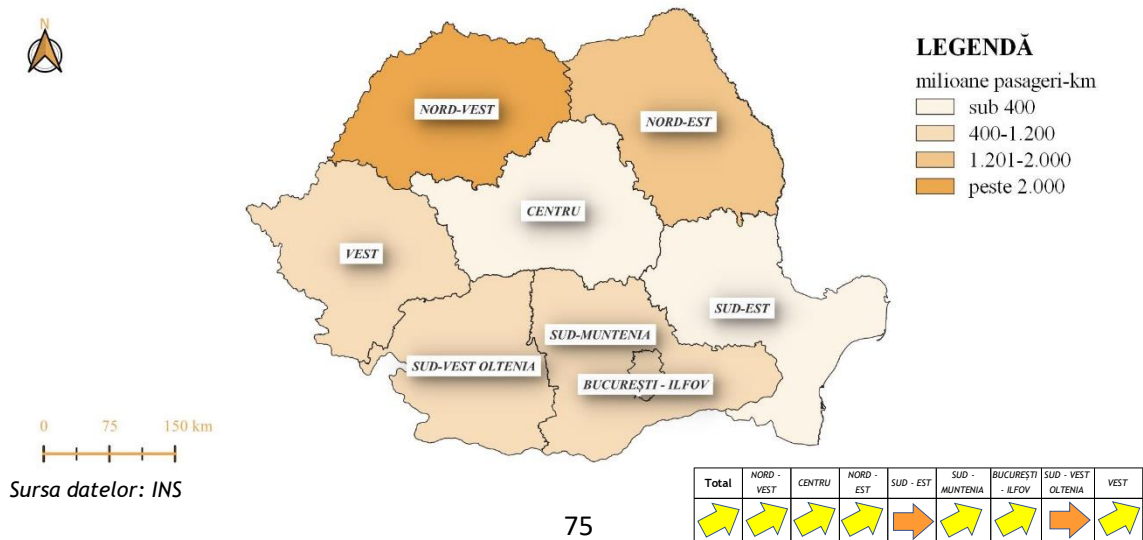 N
LEGENDĂ
milioane pasageri-km
sub 400
400-1.200
1.201-2.000
peste 2.000
NORD-VEST
NORD-EST
CENTRU
VEST
SUD-EST
SUD-MUNTENIA
SUD-VEST OLTENIA
BUCUREȘTI - ILFOV
0 75 150 km
Sursa datelor: INS
Total NORD - VEST CENTRU NORD - EST SUD - EST SUD - MUNTENIA BUCUREȘTI - ILFOV SUD - VEST OLTENIA VEST
75